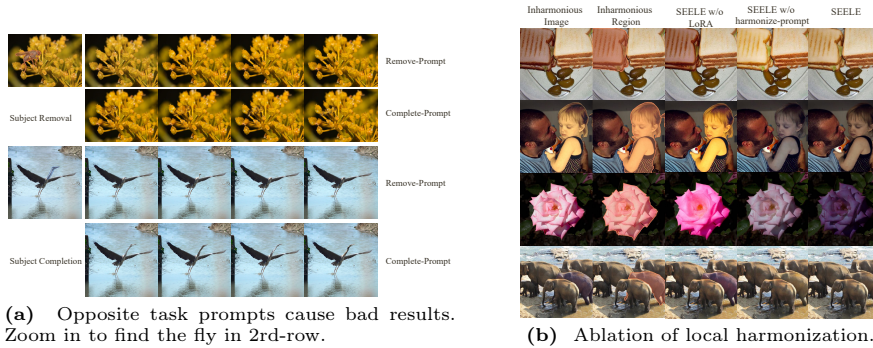 Remove-Prompt
Subject Removal
Complete-Prompt
Remove-Prompt
Subject Completion
Complete-Prompt
(a) Opposite task prompts cause bad results.
Zoom in to find the fly in 2rd-row.
Inharmonious
Image
Inharmonious
Region
SEELE w/o
LoRA
SEELE w/o
harmonize-prompt
SEELE
(b) Ablation of local harmonization.